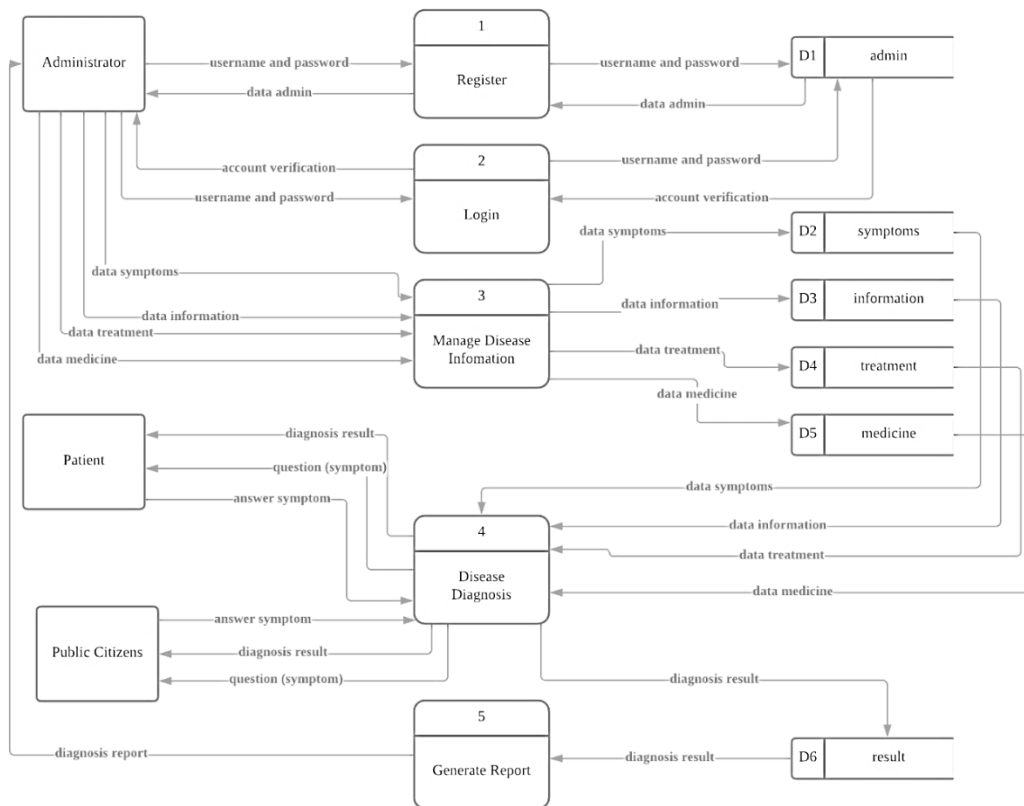 1
Administrator
username and password
Register
username and password
D1
admin
data admin
data admin
2
account verification
username and password
Login
username and password
account verification
data symptoms
D2
symptoms
data symptoms
3
data information
D3
information
data information
data treatment
Manage Disease
Infomation
data treatment
D4
treatment
data medicine
data medicine
D5
medicine
Patient
diagnosis result
question (symptom)
answer symptom
data symptoms
4
data information
Disease
Diagnosis
data treatment
data medicine
Public Citizens
answer symptom
diagnosis result
question (symptom)
diagnosis result
5
diagnosis report
Generate Report
diagnosis result
D6
result